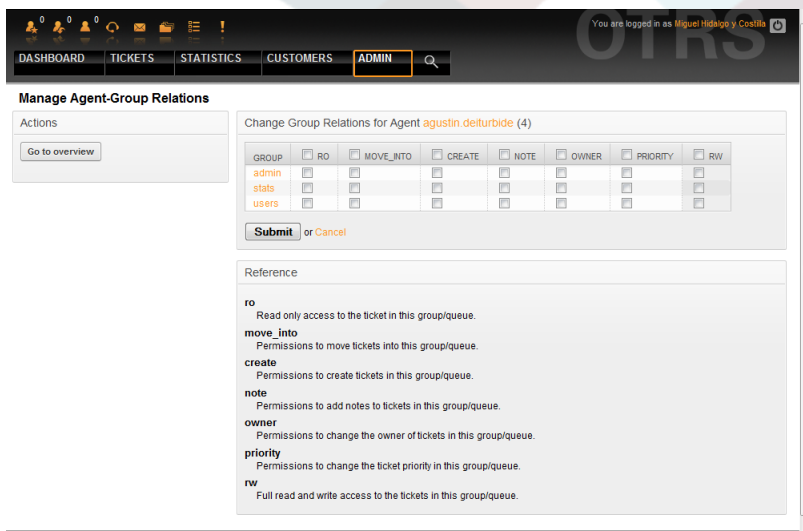 0 0 0
You are logged in as Miguel Hidalgo y Costilla
OTRS
DASHBOARD TICKETS STATISTICS CUSTOMERS ADMIN
Manage Agent-Group Relations
Actions
Go to overview
Change Group Relations for Agent agustin.deiturbide (4)
GROUP RO MOVE_INTO CREATE NOTE OWNER PRIORITY RW
admin
stats
users
Submit or Cancel
Reference
ro
Read only access to the ticket in this group/queue.
move_into
Permissions to move tickets into this group/queue.
create
Permissions to create tickets in this group/queue.
note
Permissions to add notes to tickets in this group/queue.
owner
Permissions to change the owner of tickets in this group/queue.
priority
Permissions to change the ticket priority in this group/queue.
rw
Full read and write access to the tickets in this group/queue.